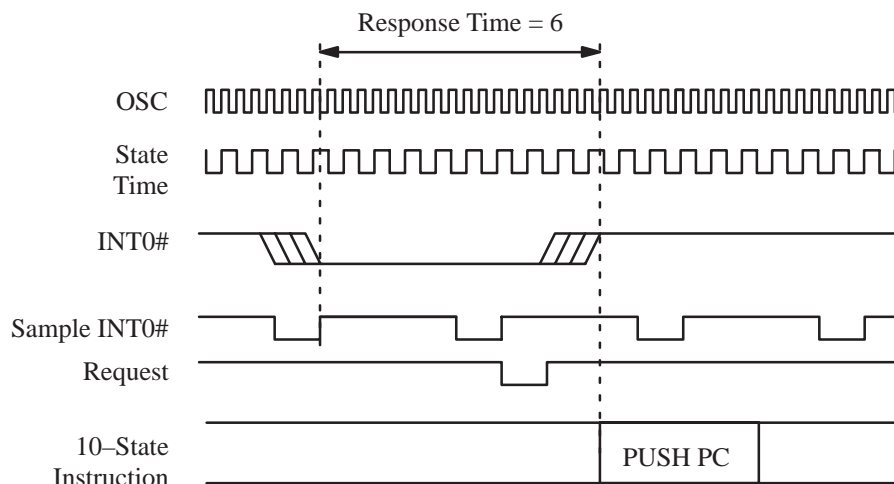 Response Time = 6
OSC
State
Time
INT0#
Sample INT0#
Request
10–State
Instruction
PUSH PC